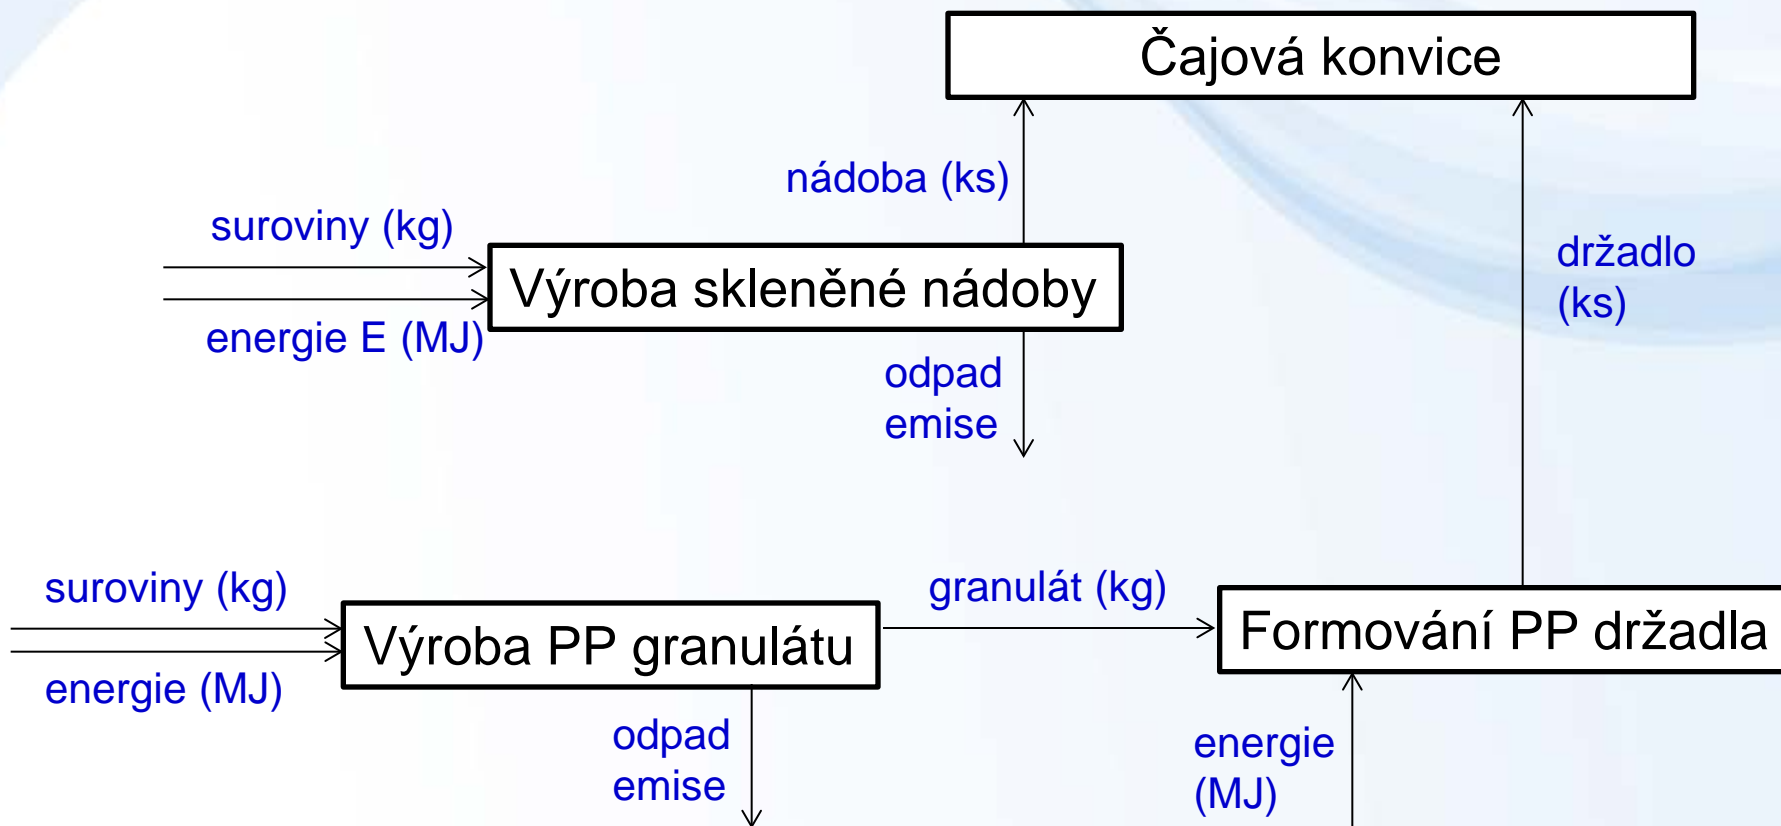 Čajová konvice
nádoba (ks)
suroviny (kg)
držadlo
(ks)
Výroba skleněné nádoby
energie E (MJ)
odpad
emise
suroviny (kg)
granulát (kg)
Výroba PP granulátu
Formování PP držadla
energie (MJ)
odpad
emise
energie
(MJ)